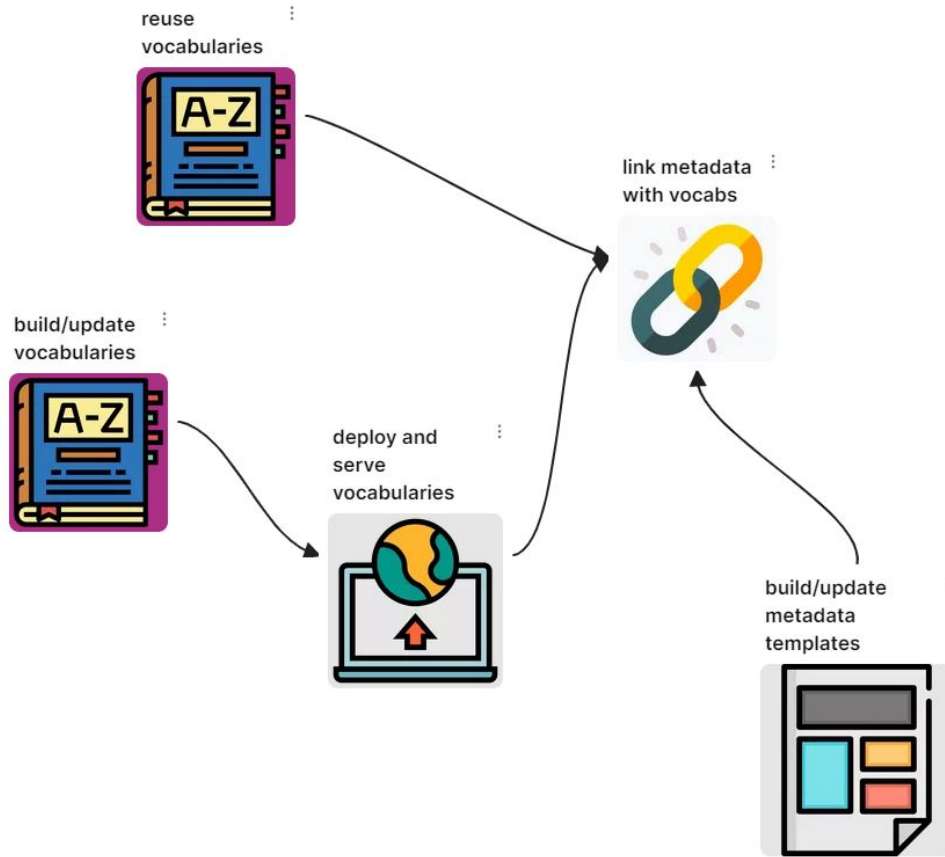 reuse
vocabularies
A-Z
link metadata
with vocabs
build/update
vocabularies
A-Z
deploy and
serve
vocabularies
build/update
metadata
templates